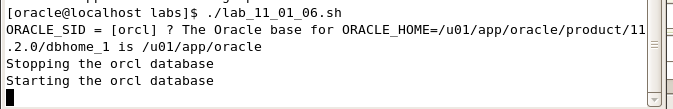 [oracle@localhost labs]$ ./lab_11_01_06.sh
ORACLE_SID = [orcl] ? The Oracle base for ORACLE_HOME=/u01/app/oracle/product/11
.2.0/dbhome_1 is /u01/app/oracle
Stopping the orcl database
Starting the orcl database